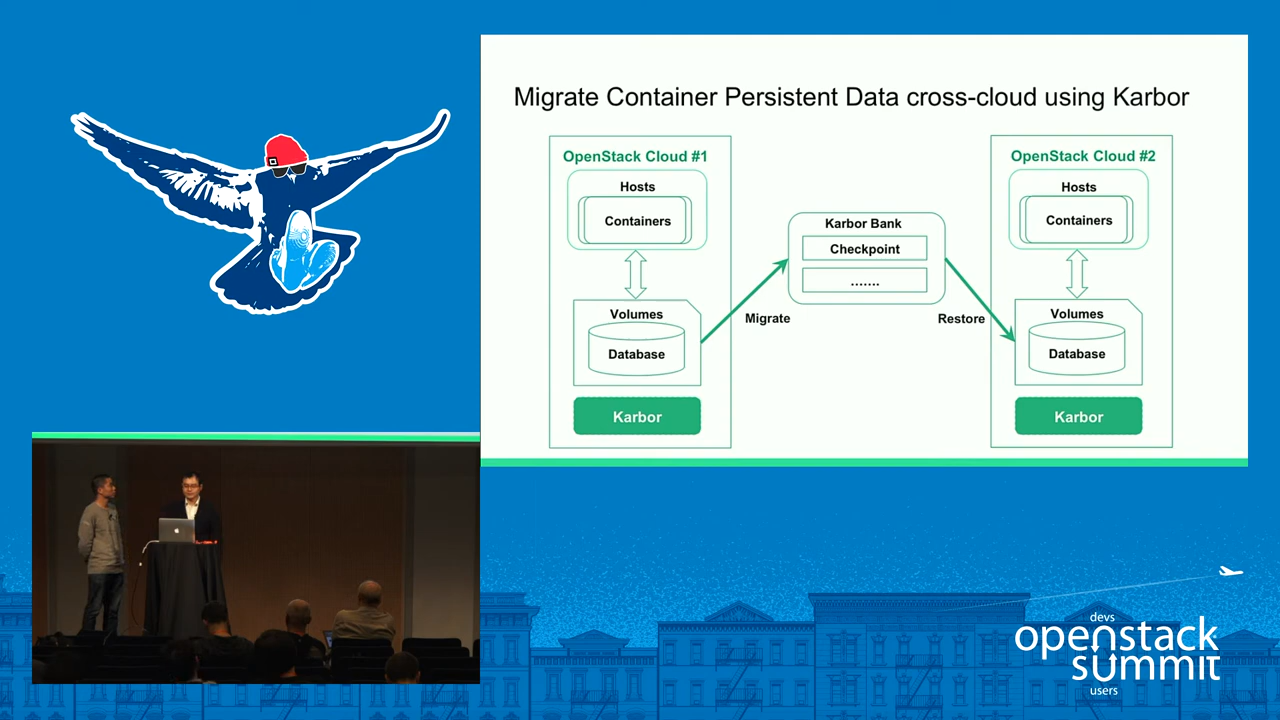 Migrate Container Persistent Data cross-cloud using Karbor
OpenStack Cloud #1
Hosts
Containers
Volumes
Database
Karbor
Migrate
Karbor Bank
Checkpoint
.......
Restore
OpenStack Cloud #2
Hosts
Containers
Volumes
Database
Karbor
devs
openstack
summit
users